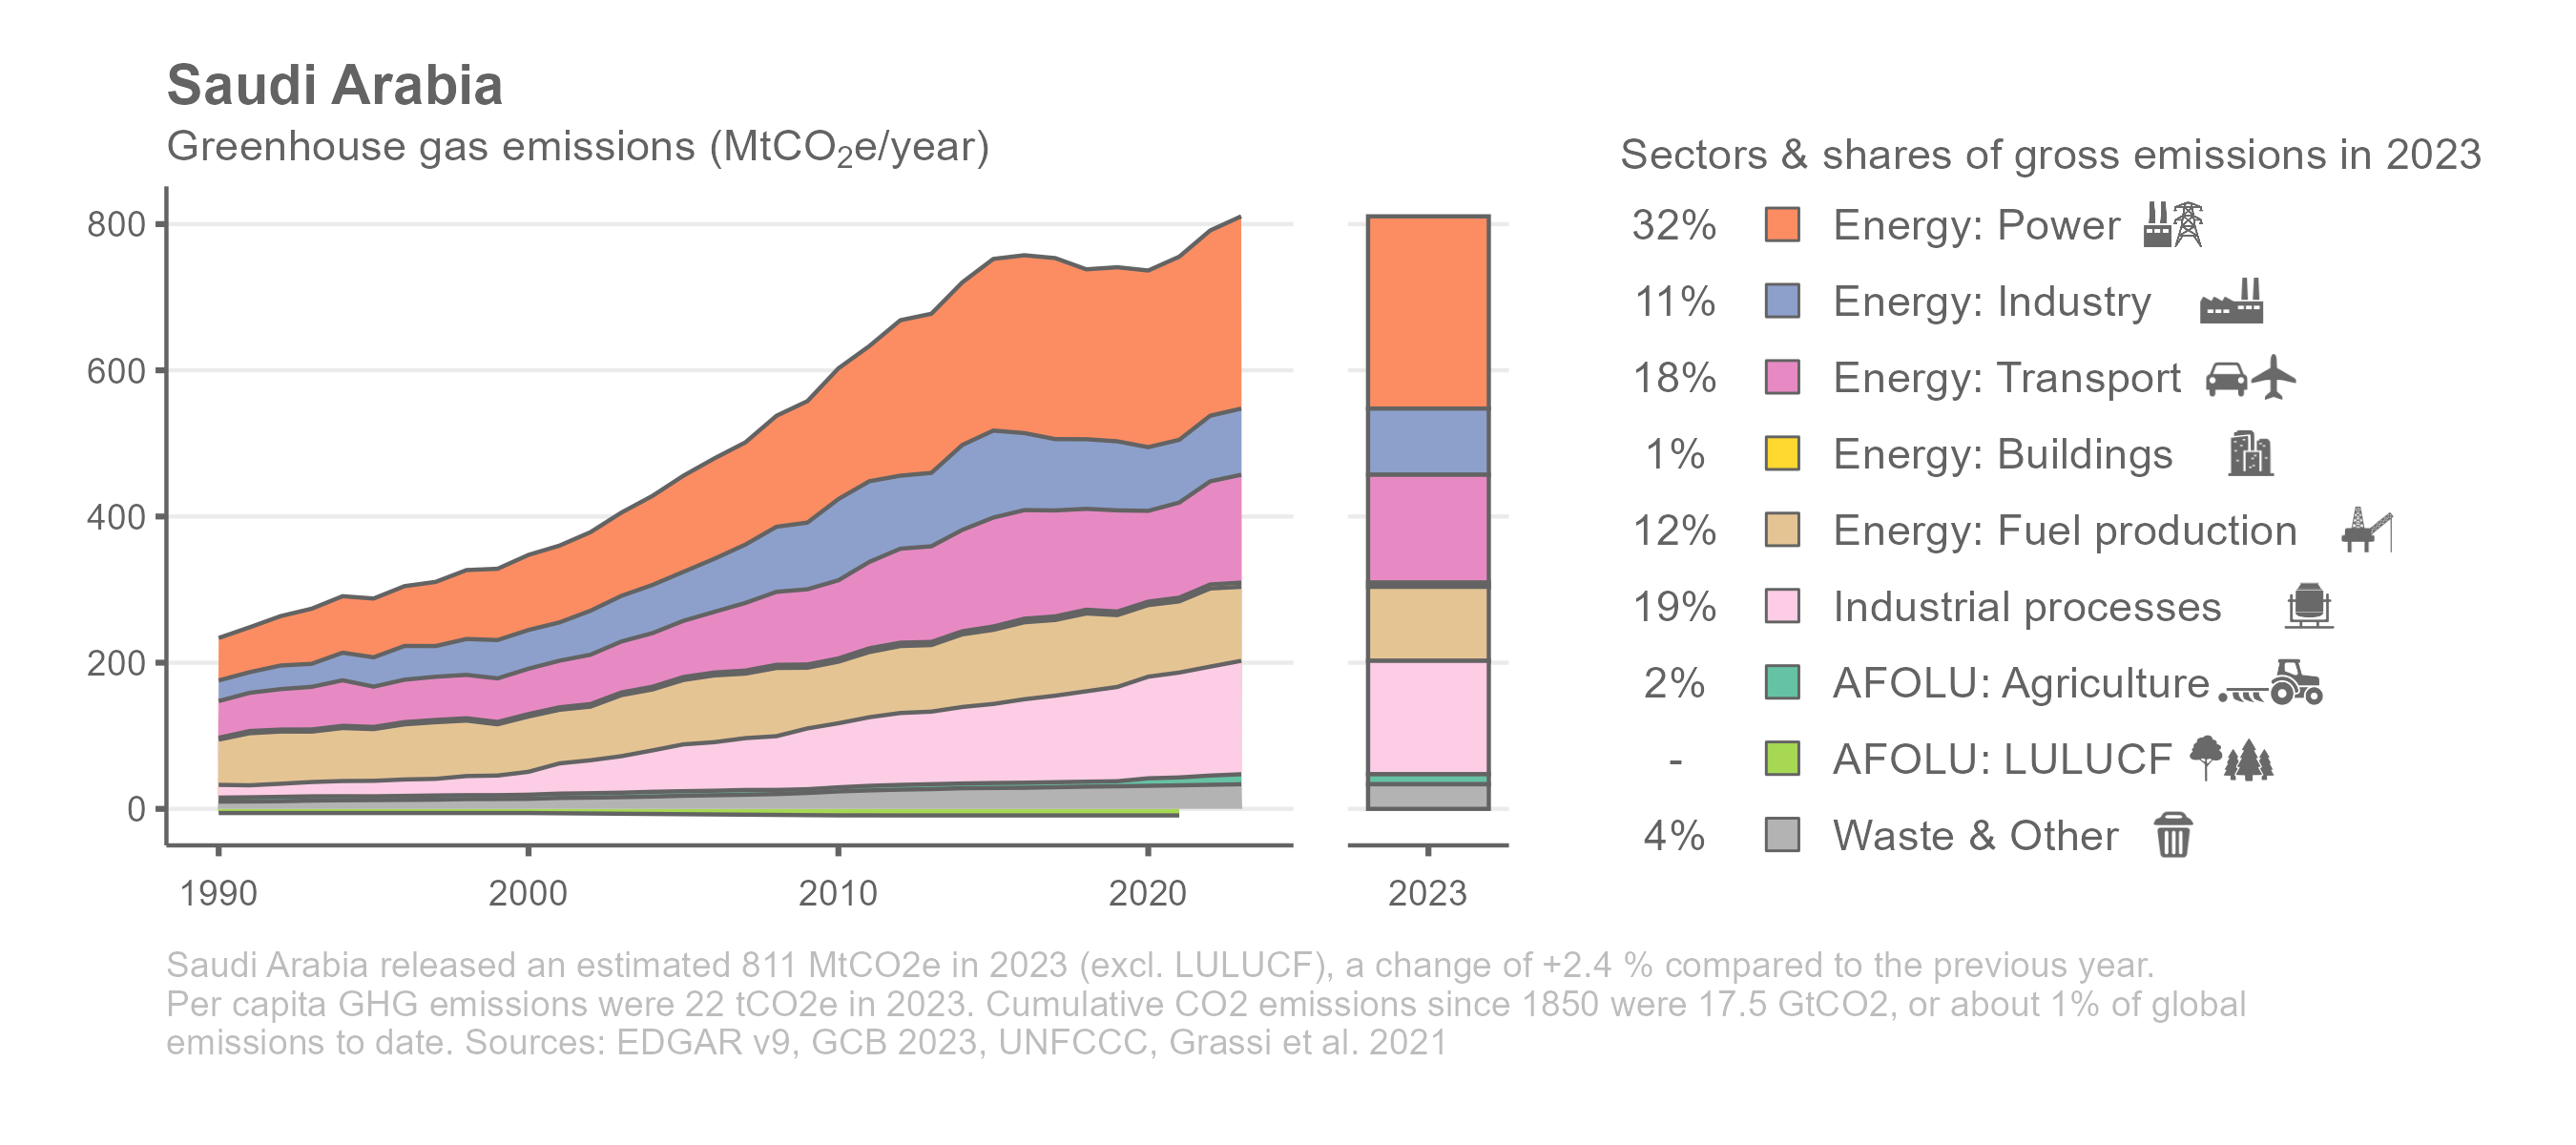 Saudi Arabia
Greenhouse gas emissions (MtCO₂e/year)
800
600
400
200
0
1990 2000 2010 2020 2023
Sectors & shares of gross emissions in 2023
32% Energy: Power
11% Energy: Industry
18% Energy: Transport
1% Energy: Buildings
12% Energy: Fuel production
19% Industrial processes
2% AFOLU: Agriculture
- AFOLU: LULUCF
4% Waste & Other
Saudi Arabia released an estimated 811 MtCO2e in 2023 (excl. LULUCF), a change of +2.4 % compared to the previous year.
Per capita GHG emissions were 22 tCO2e in 2023. Cumulative CO2 emissions since 1850 were 17.5 GtCO2, or about 1% of global
emissions to date. Sources: EDGAR v9, GCB 2023, UNFCCC, Grassi et al. 2021